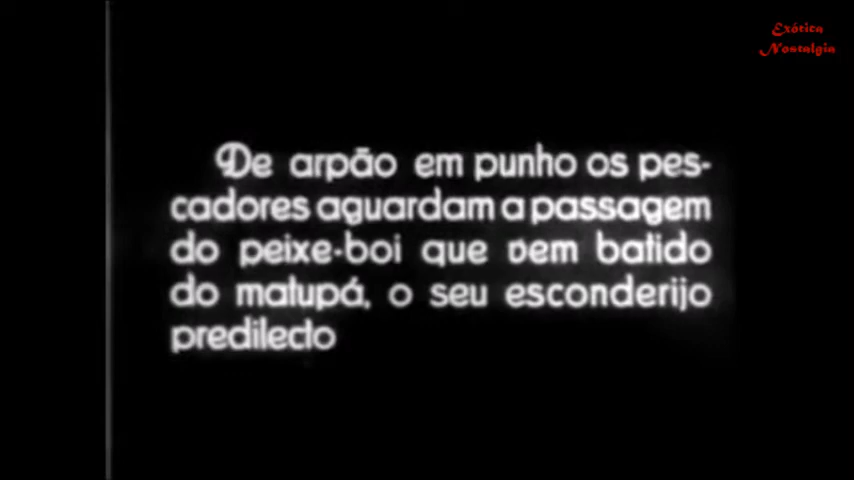 Exótica
Nostalgia
De arpão em punho os pes-
cadores aguardam a passagem
do peixe-boi que vem batido
do matupá, o seu esconderijo
predilecto